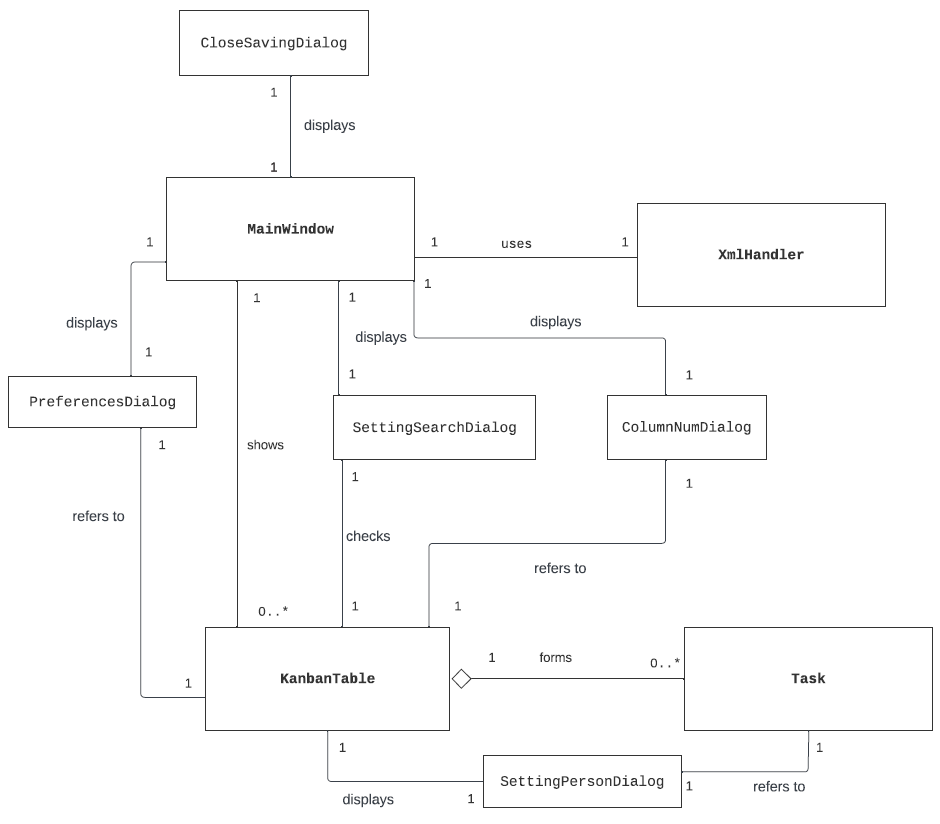 CloseSavingDialog
1
displays
1
MainWindow
1
1
uses
1
XmlHandler
1
1
1
displays
displays
displays
1
1
1
PreferencesDialog
SettingSearchDialog
ColumnNumDialog
1
shows
1
1
refers to
checks
refers to
0..*
1
1
1
KanbanTable
1
forms
0..*
Task
1
1
SettingPersonDialog
1
refers to
displays
1